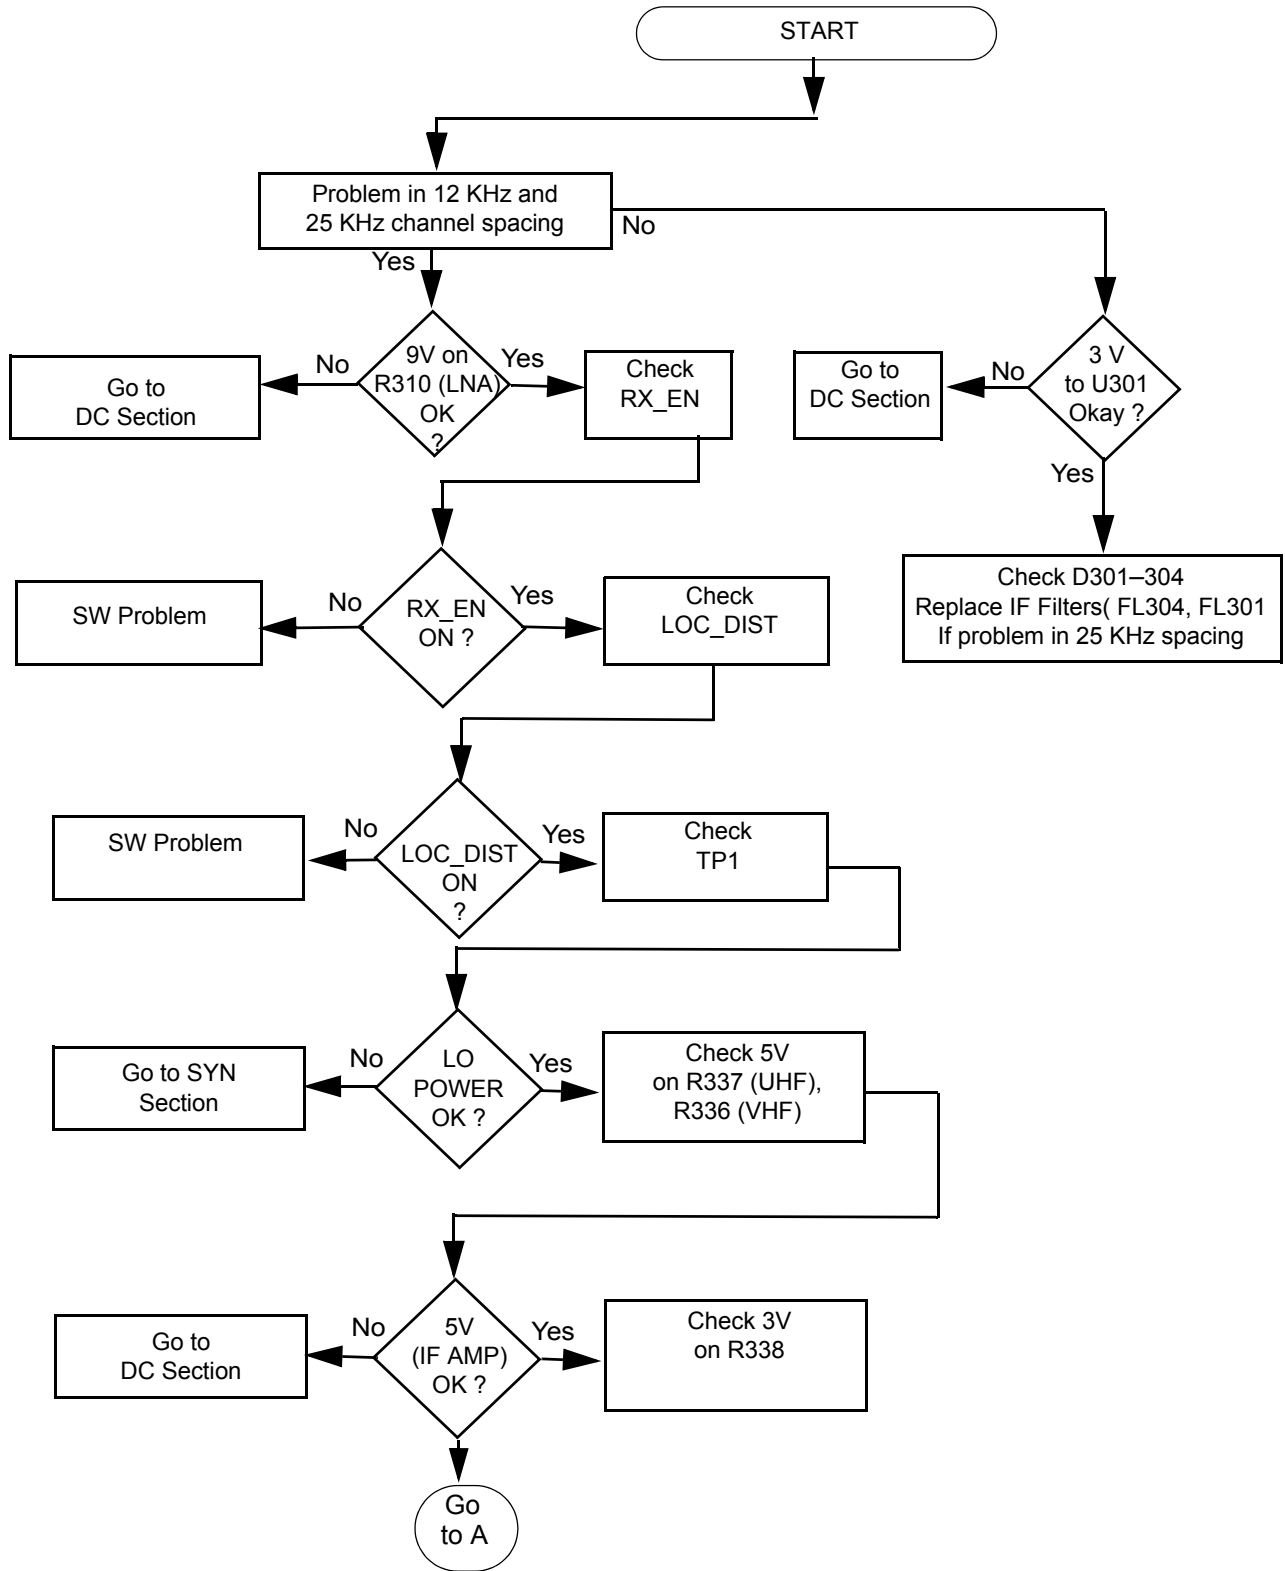 START
Problem in 12 KHz and
25 KHz channel spacing
No
Yes
9V on
R310 (LNA)
OK
?
No
Go to
DC Section
Yes
Check
RX_EN
3 V
to U301
Okay ?
No
Go to
DC Section
Yes
Check D301–304
Replace IF Filters( FL304, FL301
If problem in 25 KHz spacing
RX_EN
ON ?
No
SW Problem
Yes
Check
LOC_DIST
LOC_DIST
ON
?
No
SW Problem
Yes
Check
TP1
LO
POWER
OK ?
No
Go to SYN
Section
Yes
Check 5V
on R337 (UHF),
R336 (VHF)
5V
(IF AMP)
OK ?
No
Go to
DC Section
Yes
Check 3V
on R338
Go
to A